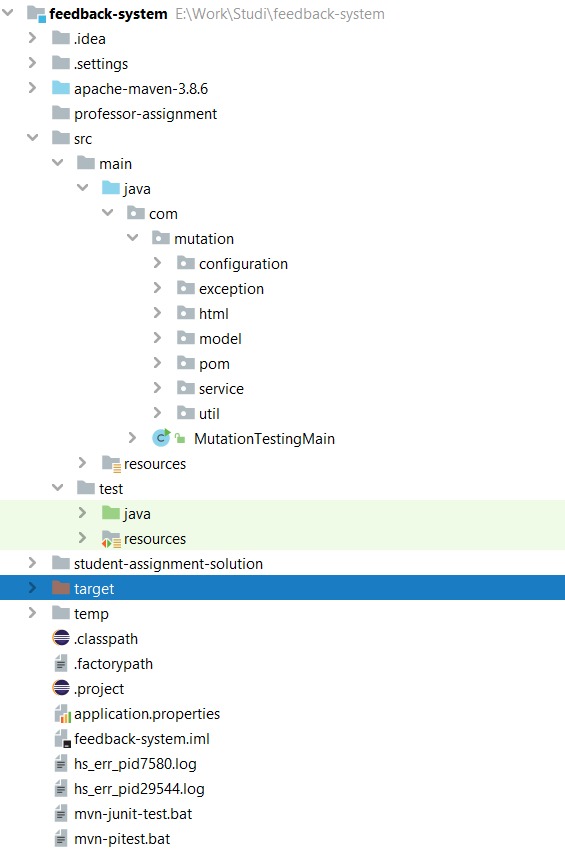 feedback-system E:\Work\Studi\feedback-system
.idea
.settings
apache-maven-3.8.6
professor-assignment
src
main
java
com
mutation
configuration
exception
html
model
pom
service
util
MutationTestingMain
resources
test
java
resources
student-assignment-solution
target
temp
.classpath
.factorypath
.project
application.properties
feedback-system.iml
hs_err_pid7580.log
hs_err_pid29544.log
mvn-junit-test.bat
mvn-pitest.bat